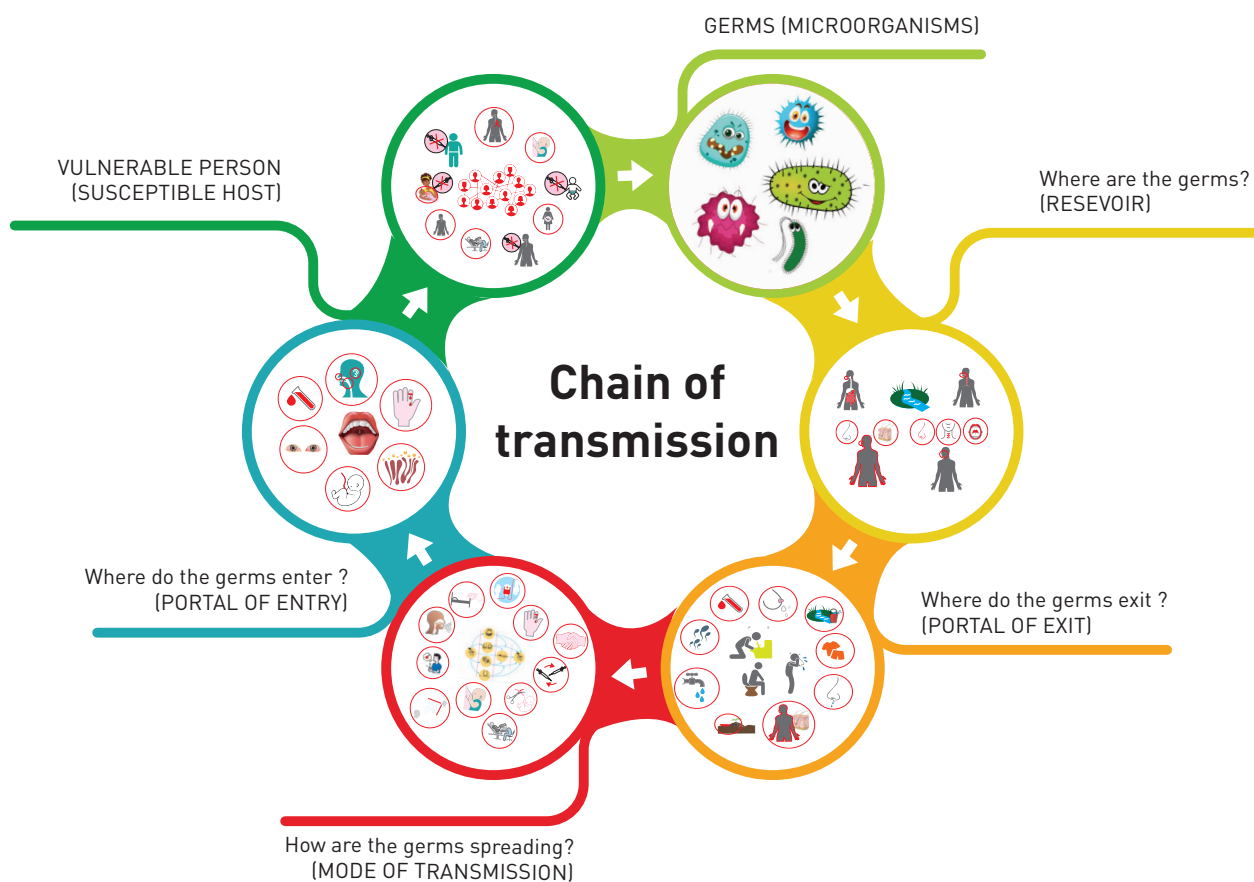 GERMS (MICROORGANISMS)
VULNERABLE PERSON
(SUSCEPTIBLE HOST)
Where are the germs?
(RESEVOIR)
Chain of
transmission
Where do the germs enter ?
(PORTAL OF ENTRY)
Where do the germs exit ?
(PORTAL OF EXIT)
How are the germs spreading?
(MODE OF TRANSMISSION)